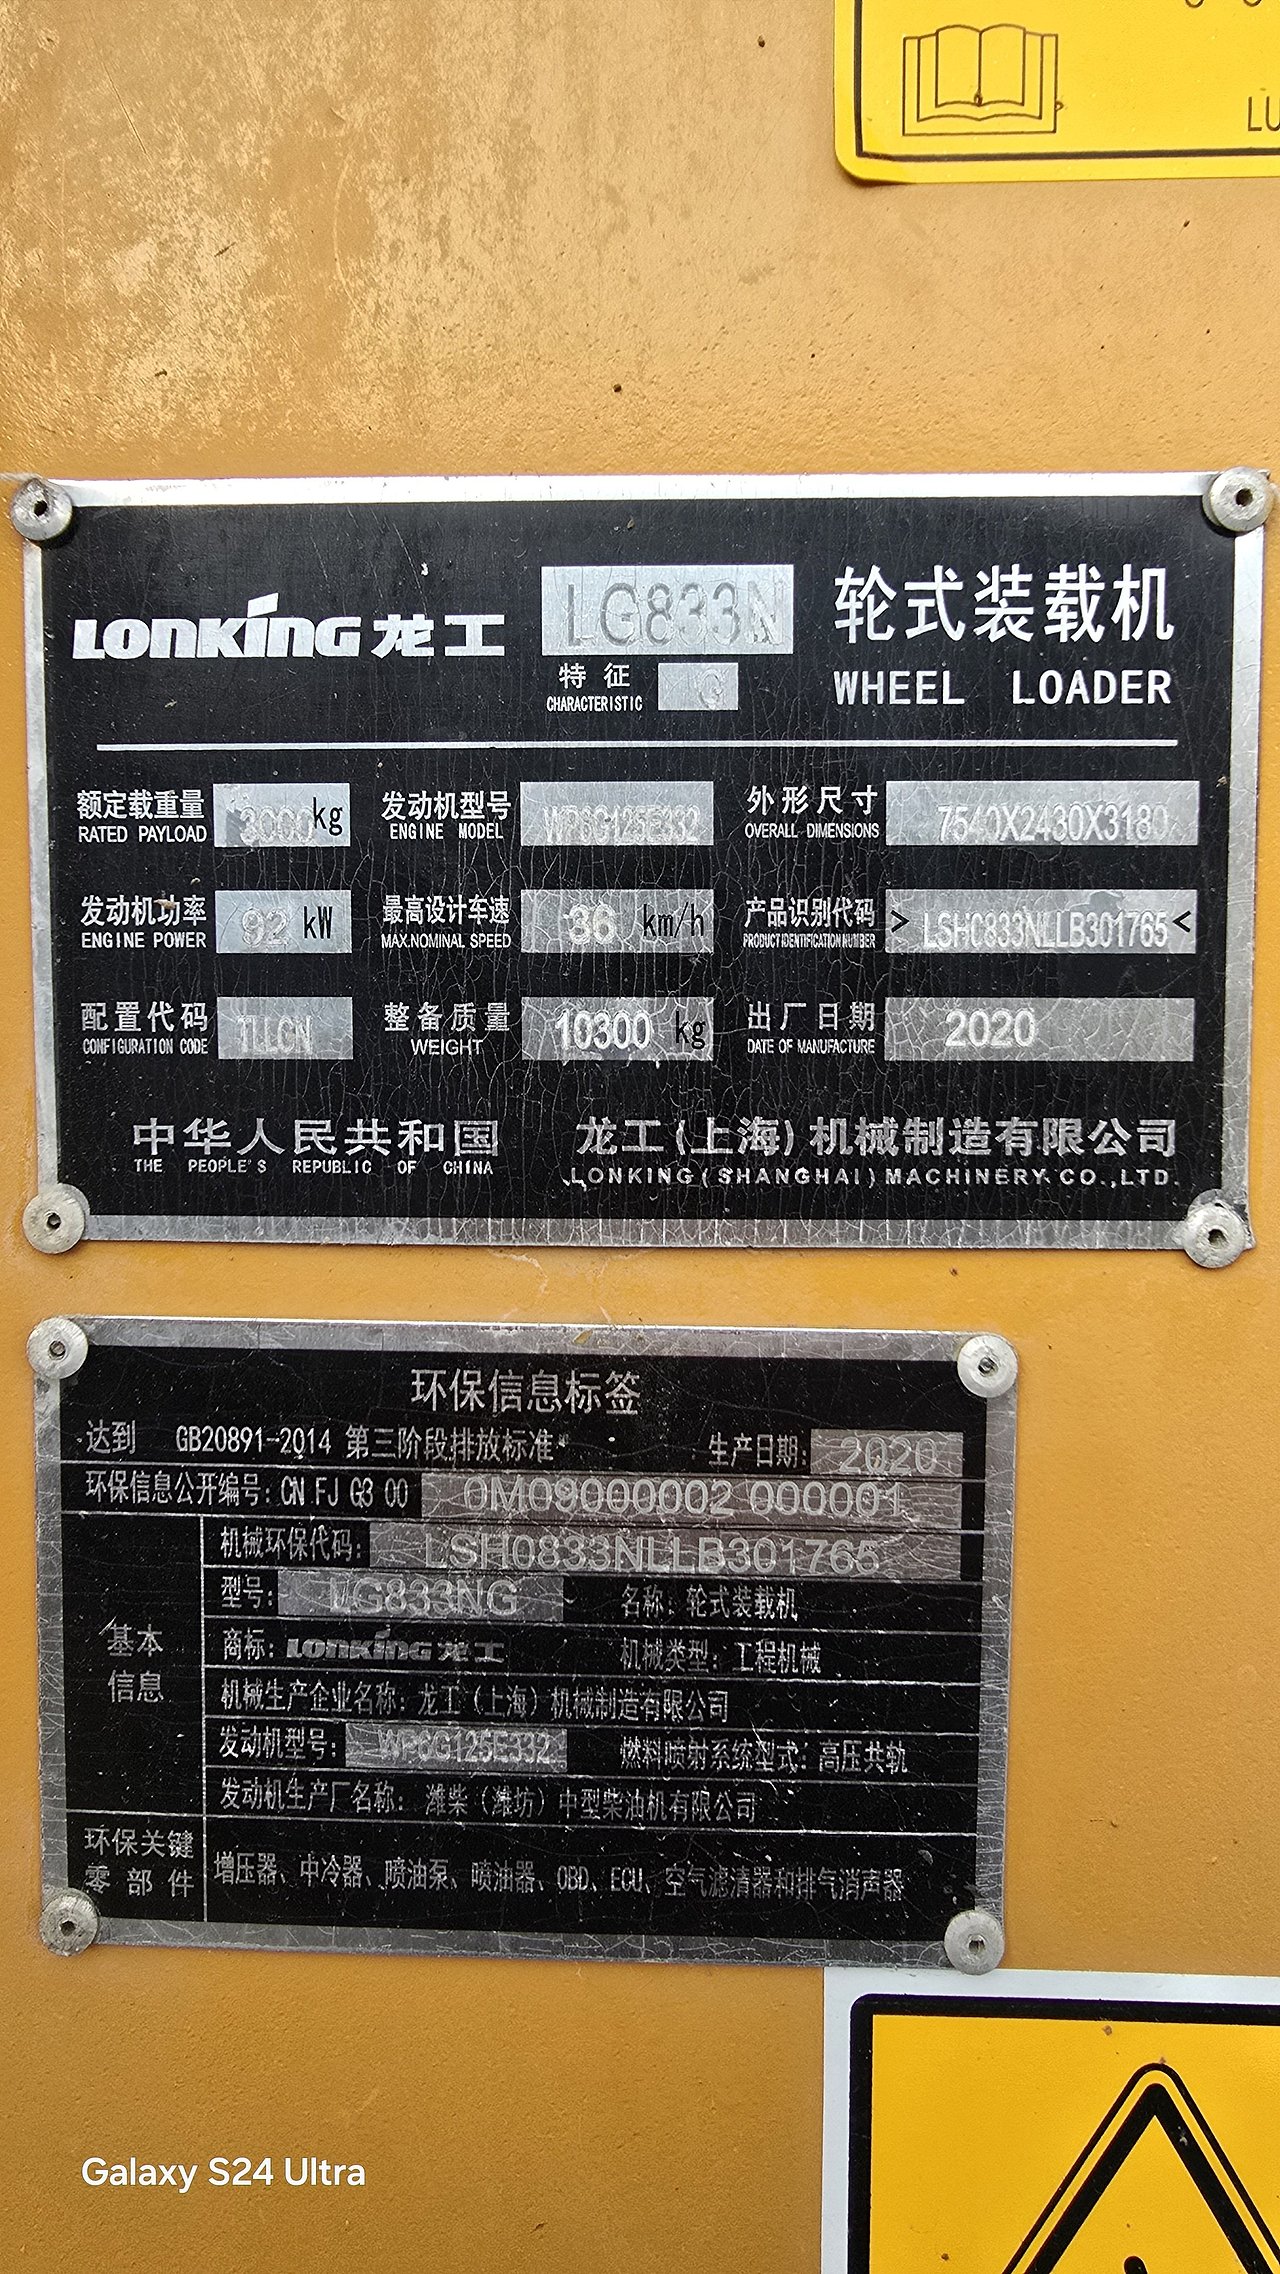 LU
LONKING 龙工 LG833N 轮式装载机
特征
CHARACTERISTIC G
WHEEL LOADER
额定载重量 3000kg 发动机型号 WP6G125E332 外形尺寸 7540X2430X3180
RATED PAYLOAD ENGINE MODEL OVERALL DIMENSIONS
发动机功率 92 kW 最高设计车速 36 km/h 产品识别代码 > LSH0833NLLB301765 <
ENGINE POWER MAX.NOMINAL SPEED PRODUCT IDENTIFICATION NUMBER
配置代码 TLLCN 整备质量 10300 kg 出厂日期 2020
CONFIGURATION CODE WEIGHT DATE OF MANUFACTURE
中华人民共和国 龙工(上海)机械制造有限公司
THE PEOPLE'S REPUBLIC OF CHINA LONKING(SHANGHAI)MACHINERY CO.,LTD.
环保信息标签
达到 GB20891-2014 第三阶段排放标准 生产日期: 2020
环保信息公开编号: CN FJ G3 00 0M09000002 000001
机械环保代码: LSH0833NLLB301765
型号: LG833NG 名称: 轮式装载机
基本
信息
商标: LONKING 龙工 机械类型: 工程机械
机械生产企业名称: 龙工(上海)机械制造有限公司
发动机型号: WP6G125E332 燃料喷射系统型式: 高压共轨
发动机生产厂名称: 潍柴(潍坊)中型柴油机有限公司
环保关键
零部件
增压器、中冷器、喷油泵、喷油器、OBD、ECU、空气滤清器和排气消声器
Galaxy S24 Ultra